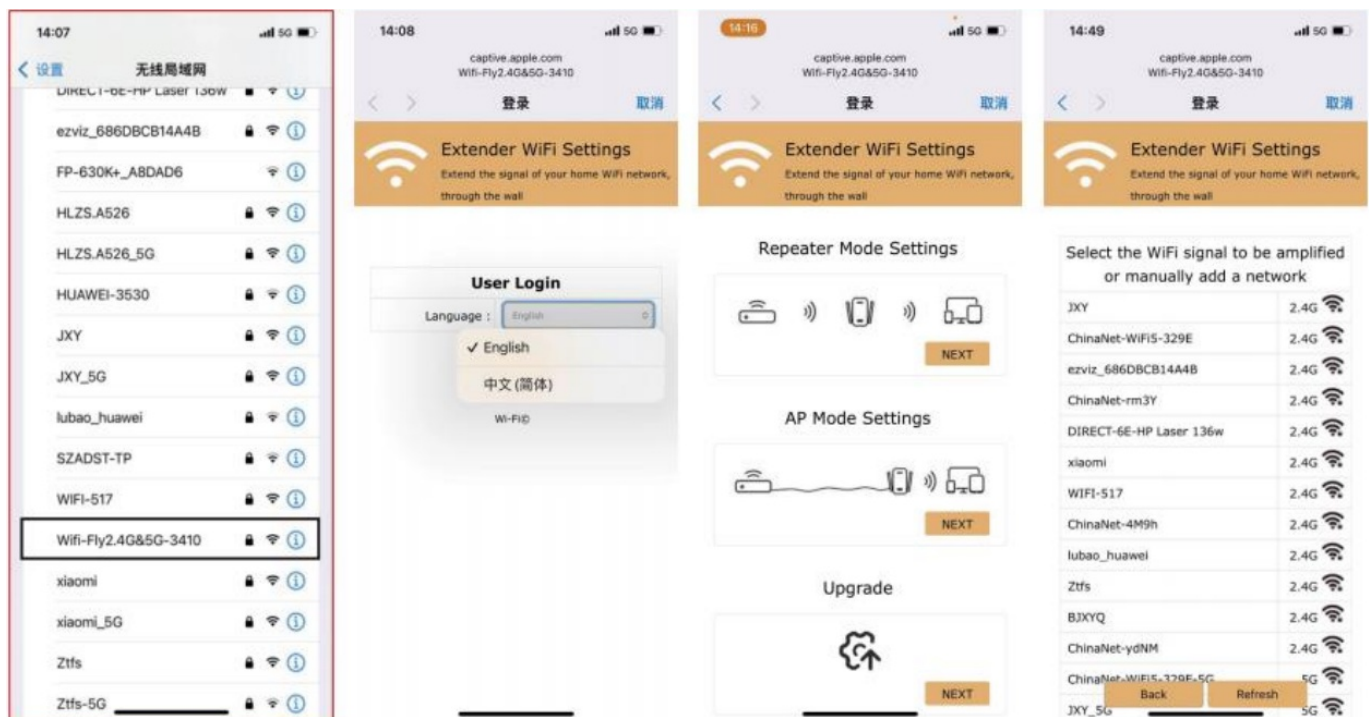 14:07
5G
设置
无线局域网
DIRECT-6E-HP Laser 136w
ezviz_686DBCB14A4B
FP-630K+_A8DAD6
HLZS.A526
HLZS.A526_5G
HUAWEI-3530
JXY
JXY_5G
lubao_huawei
SZADST-TP
WIFI-517
Wifi-Fly2.4G&5G-3410
xiaomi
xiaomi_5G
Ztfs
Ztfs-5G
14:08
5G
captive.apple.com
Wifi-Fly2.4G&5G-3410
登录
取消
Extender WiFi Settings
Extend the signal of your home WiFi network,
through the wall
User Login
Language : English
✓ English
中文 (简体)
Wi-Fi©
14:16
5G
captive.apple.com
Wifi-Fly2.4G&5G-3410
登录
取消
Extender WiFi Settings
Extend the signal of your home WiFi network,
through the wall
Repeater Mode Settings
NEXT
AP Mode Settings
NEXT
Upgrade
NEXT
14:49
5G
captive.apple.com
Wifi-Fly2.4G&5G-3410
登录
取消
Extender WiFi Settings
Extend the signal of your home WiFi network,
through the wall
Select the WiFi signal to be amplified
or manually add a network
JXY 2.4G
ChinaNet-WiFi5-329E 2.4G
ezviz_686DBCB14A4B 2.4G
ChinaNet-rm3Y 2.4G
DIRECT-6E-HP Laser 136w 2.4G
xiaomi 2.4G
WIFI-517 2.4G
ChinaNet-4M9h 2.4G
lubao_huawei 2.4G
Ztfs 2.4G
BJXYQ 2.4G
ChinaNet-ydNM 2.4G
ChinaNet-WiFi5-329E-5G 5G
Back
Refresh
JXY_5G 5G